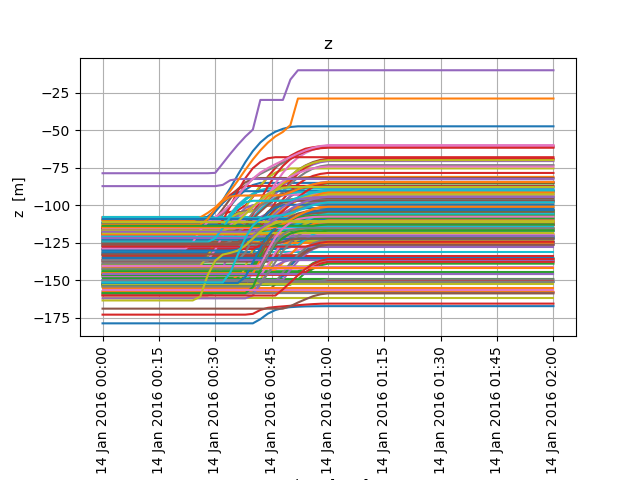 z
−25
−50
−75
−100
−125
−150
−175
z [m]
14 Jan 2016 00:00
14 Jan 2016 00:15
14 Jan 2016 00:30
14 Jan 2016 00:45
14 Jan 2016 01:00
14 Jan 2016 01:15
14 Jan 2016 01:30
14 Jan 2016 01:45
14 Jan 2016 02:00